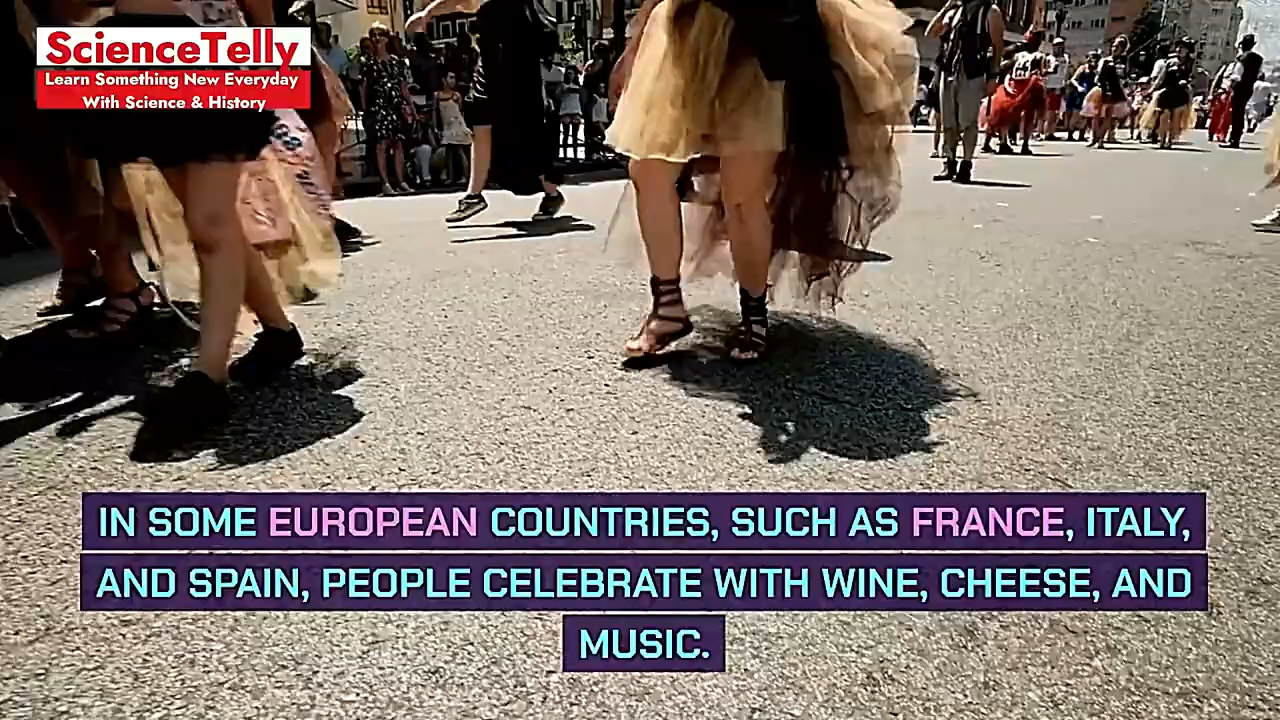 ScienceTelly
Learn Something New Everyday
With Science & History
IN SOME EUROPEAN COUNTRIES, SUCH AS FRANCE, ITALY,
AND SPAIN, PEOPLE CELEBRATE WITH WINE, CHEESE, AND
MUSIC.